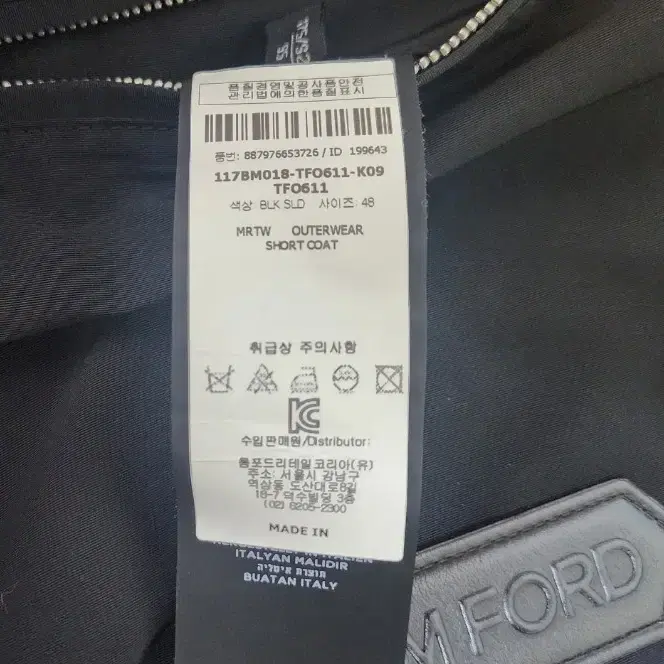 품질경영및공사품안전
관리법에의한품질표시
품번: 887976653726 / ID 199643
117BM018-TFO611-K09
TFO611
색상 BLK SLD 사이즈: 48
MRTW OUTERWEAR
SHORT COAT
취급상 주의사항
수입판매원/Distributor:
톰포드리테일코리아(유)
주소: 서울시 강남구
역삼동 도산대로8길
16-7 덕수빌딩 3층
(02) 6205-2300
MADE IN
ITALYAN MALIDIR
תוצרת איטליה
BUATAN ITALY
M FORD